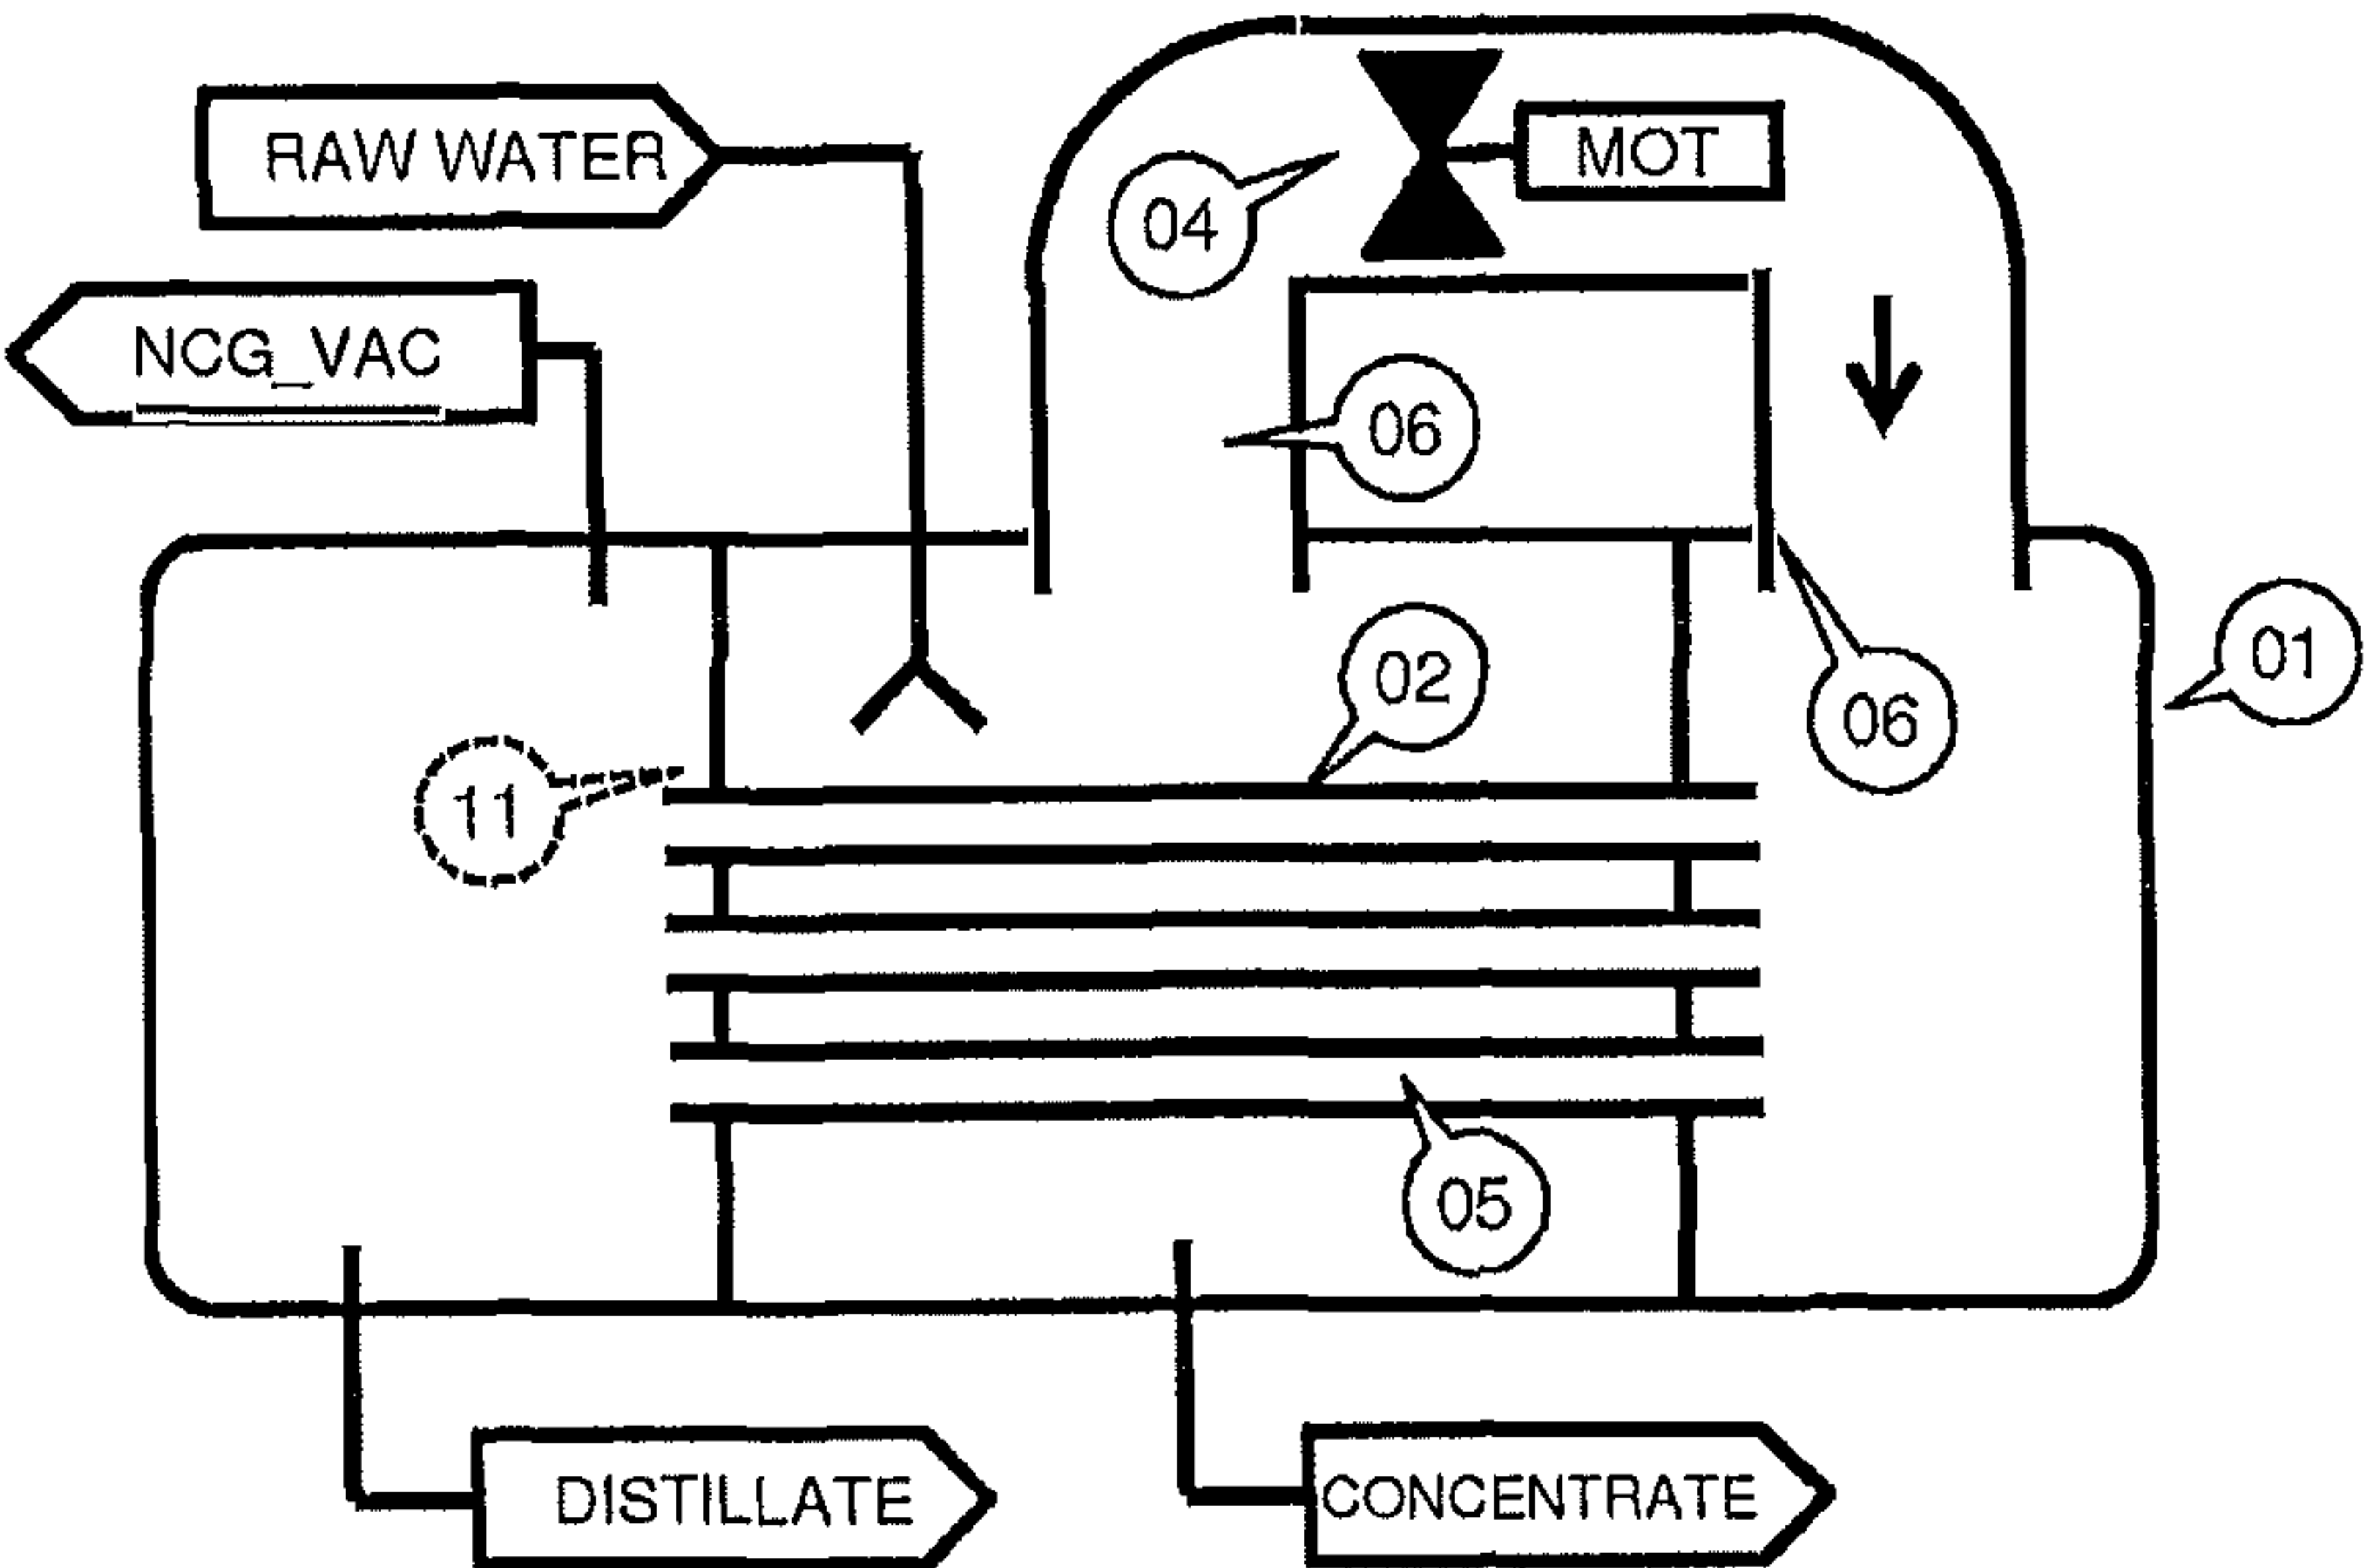 RAW WATER
MOT
04
NCG_VAC
06
02
01
06
11
05
DISTILLATE
CONCENTRATE